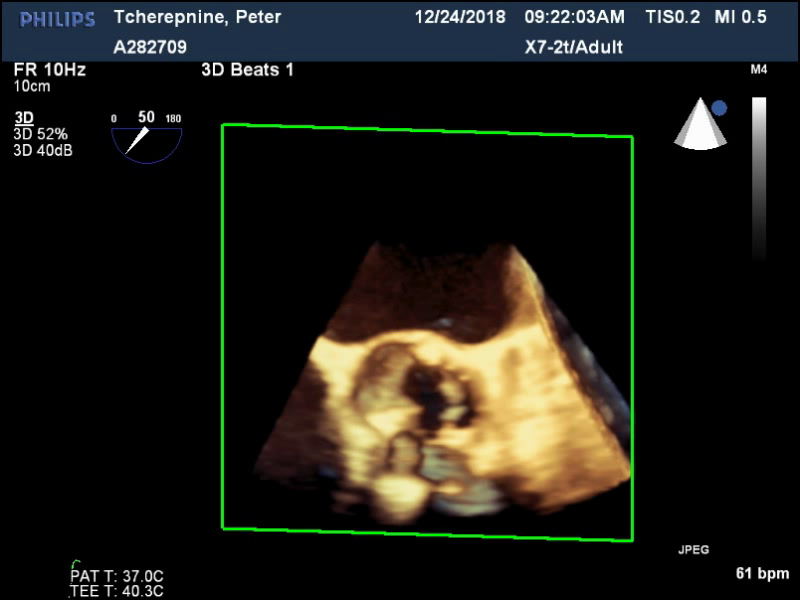 PHILIPS Tcherepnine, Peter 12/24/2018 09:22:03AM TIS0.2 MI 0.5
A282709 X7-2t/Adult
FR 10Hz 3D Beats 1 M4
10cm
3D 0 50 180
3D 52%
3D 40dB
JPEG
PAT T: 37.0C 61 bpm
TEE T: 40.3C